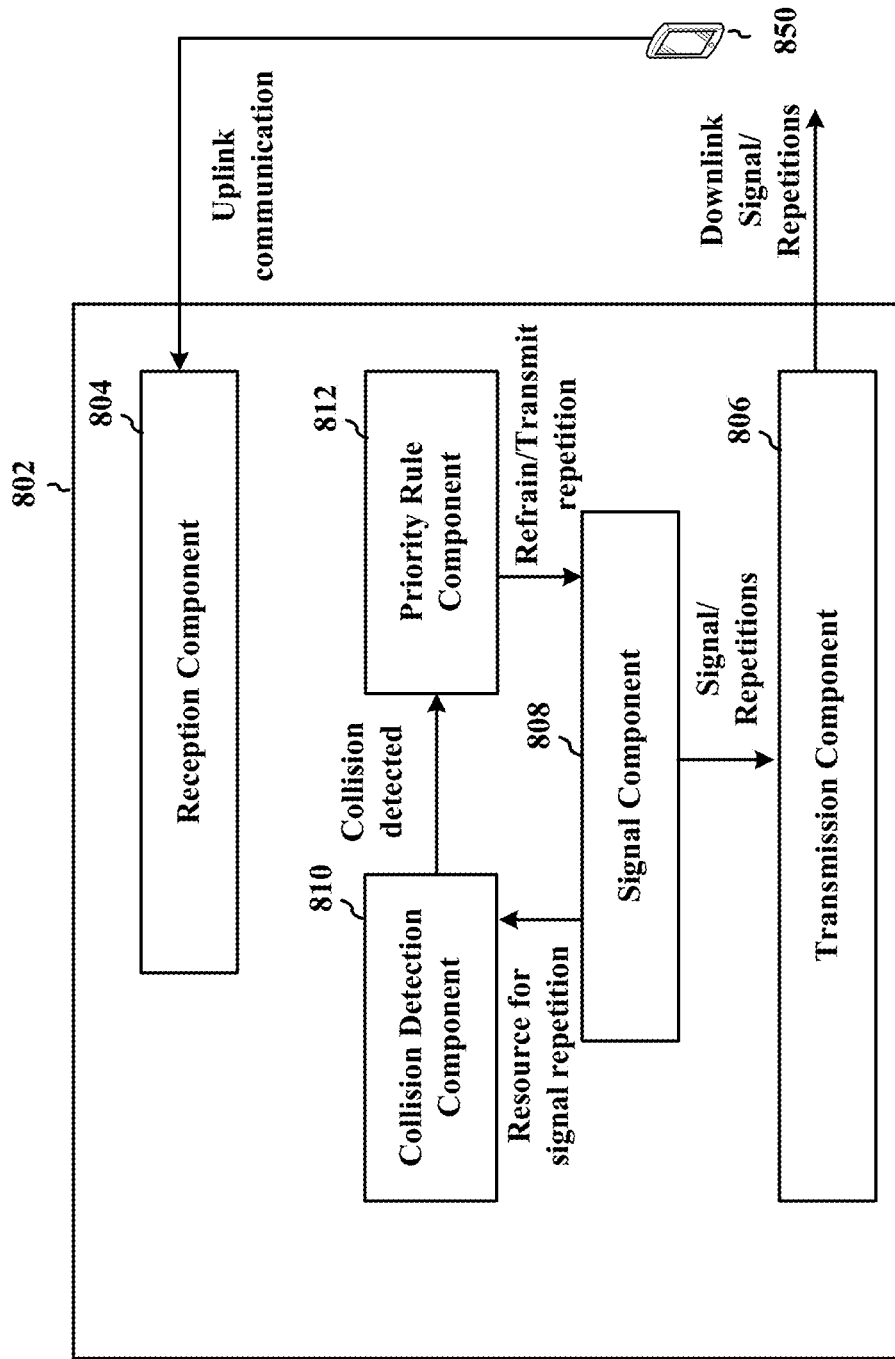 802
804
Reception Component
Uplink
communication
810
Collision Detection
Component
Collision
detected
812
Priority Rule
Component
Resource for
signal repetition
Refrain/Transmit
repetition
808
Signal Component
Signal/
Repetitions
806
Transmission Component
Downlink
Signal/
Repetitions
850